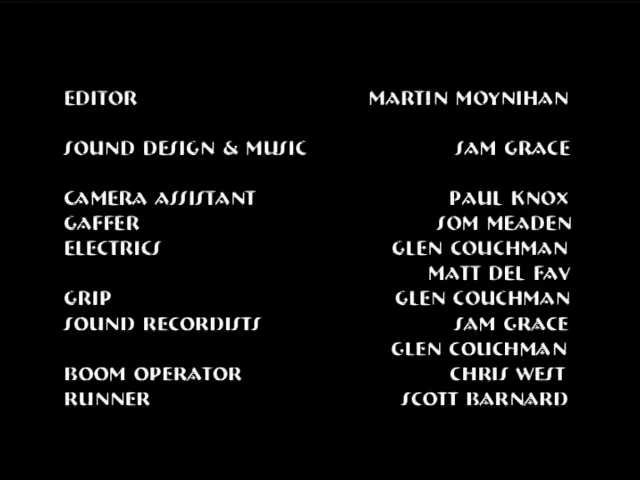 EDITOR MARTIN MOYNIHAN
SOUND DESIGN & MUSIC SAM GRACE
CAMERA ASSISTANT PAUL KNOX
GAFFER SOM MEADEN
ELECTRICS GLEN COUCHMAN
MATT DEL FAV
GRIP GLEN COUCHMAN
SOUND RECORDISTS SAM GRACE
GLEN COUCHMAN
BOOM OPERATOR CHRIS WEST
RUNNER SCOTT BARNARD